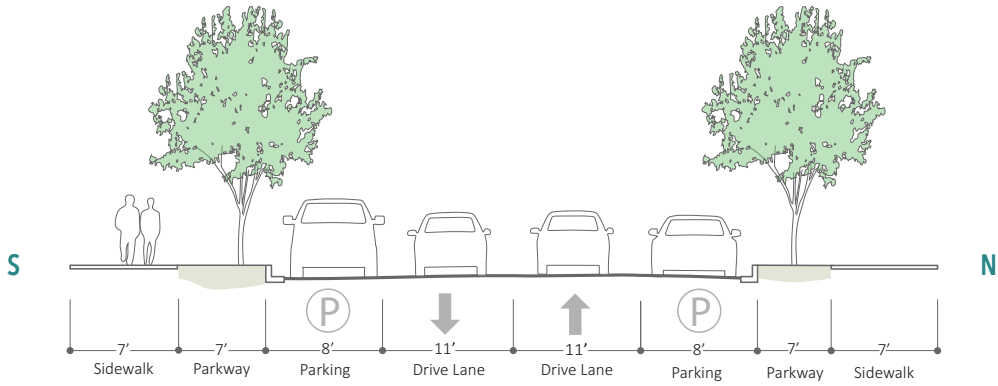 S
N
P
P
7’
7’
8’
11’
11’
8’
7’
7’
Sidewalk
Parkway
Parking
Drive Lane
Drive Lane
Parking
Parkway
Sidewalk